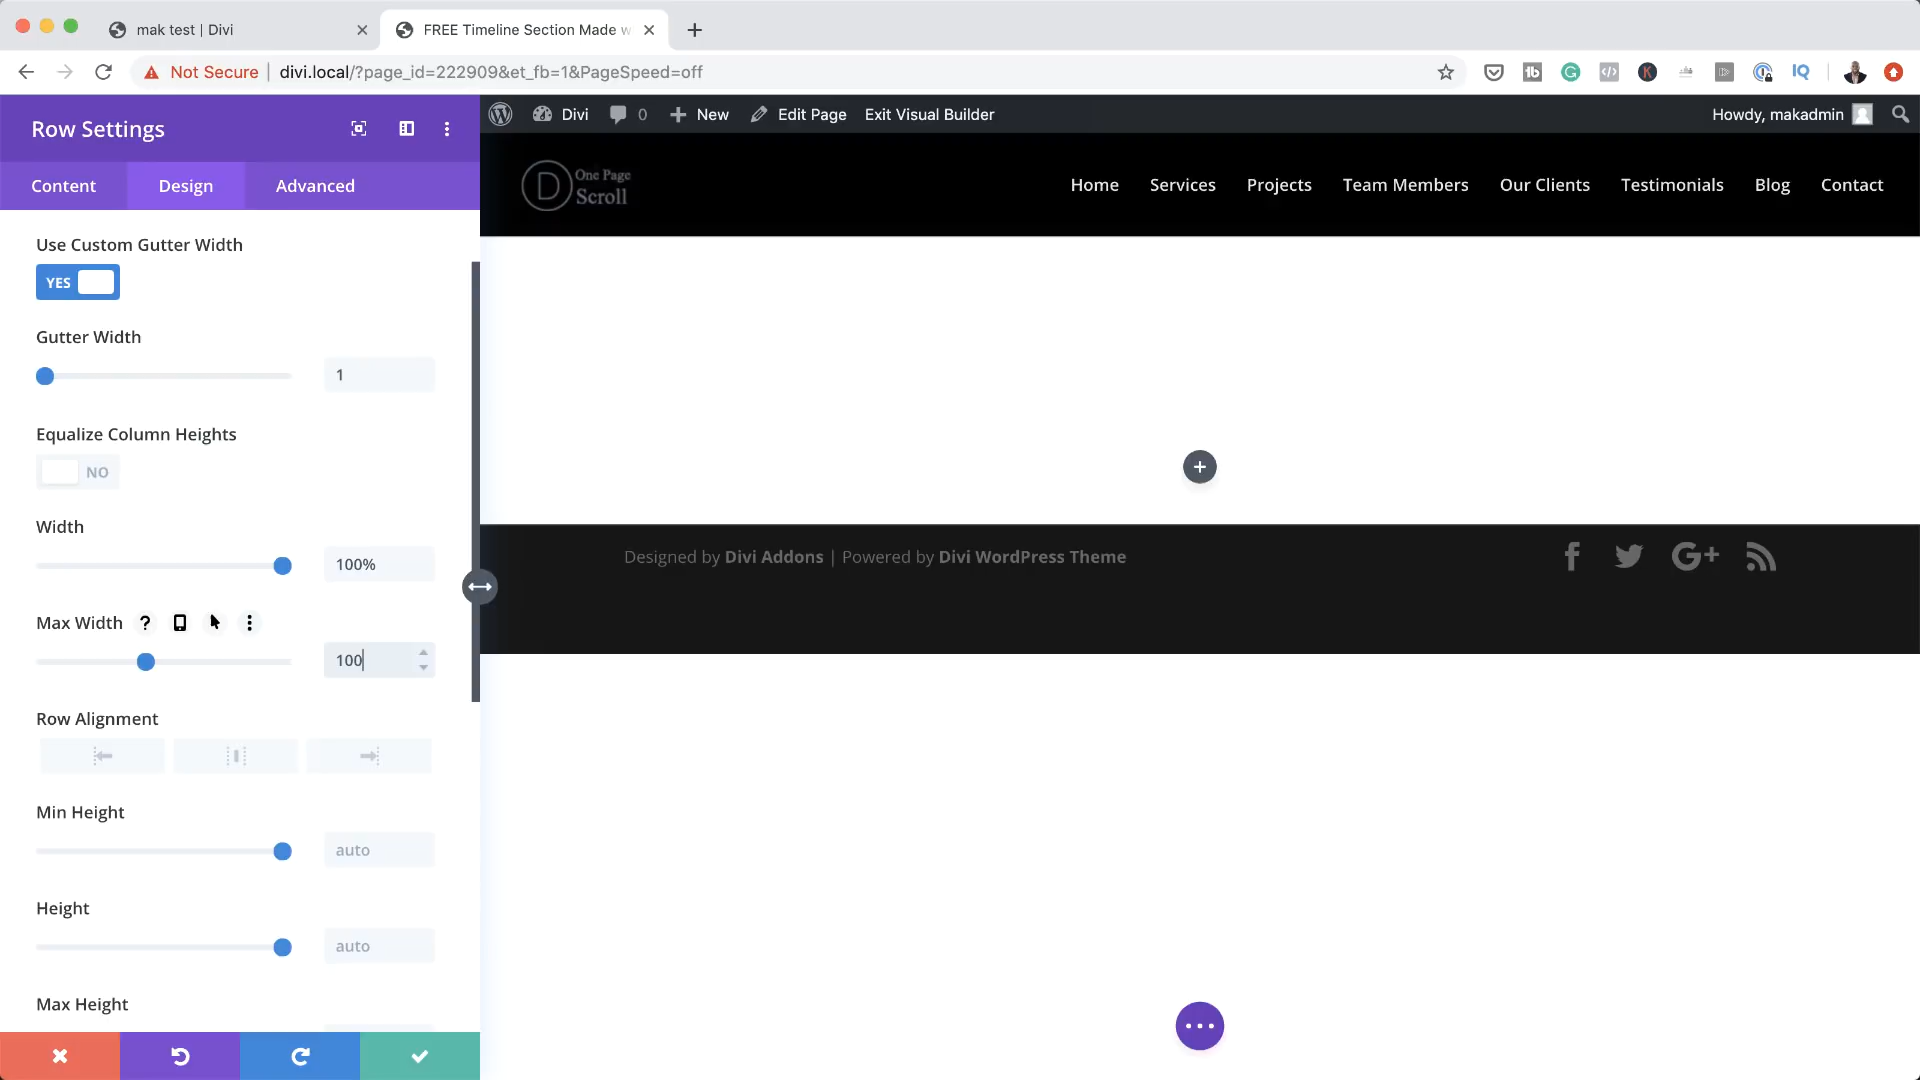 mak test | Divi
FREE Timeline Section Made w
Not Secure | divi.local/?page_id=222909&et_fb=1&PageSpeed=off
Row Settings
Divi 0 New Edit Page Exit Visual Builder Howdy, makadmin
Content Design Advanced
D One Page Scroll
Home Services Projects Team Members Our Clients Testimonials Blog Contact
Use Custom Gutter Width
YES
Gutter Width
1
Equalize Column Heights
NO
Width
100%
Max Width ?
100
Row Alignment
Min Height
auto
Height
auto
Max Height
Designed by Divi Addons | Powered by Divi WordPress Theme